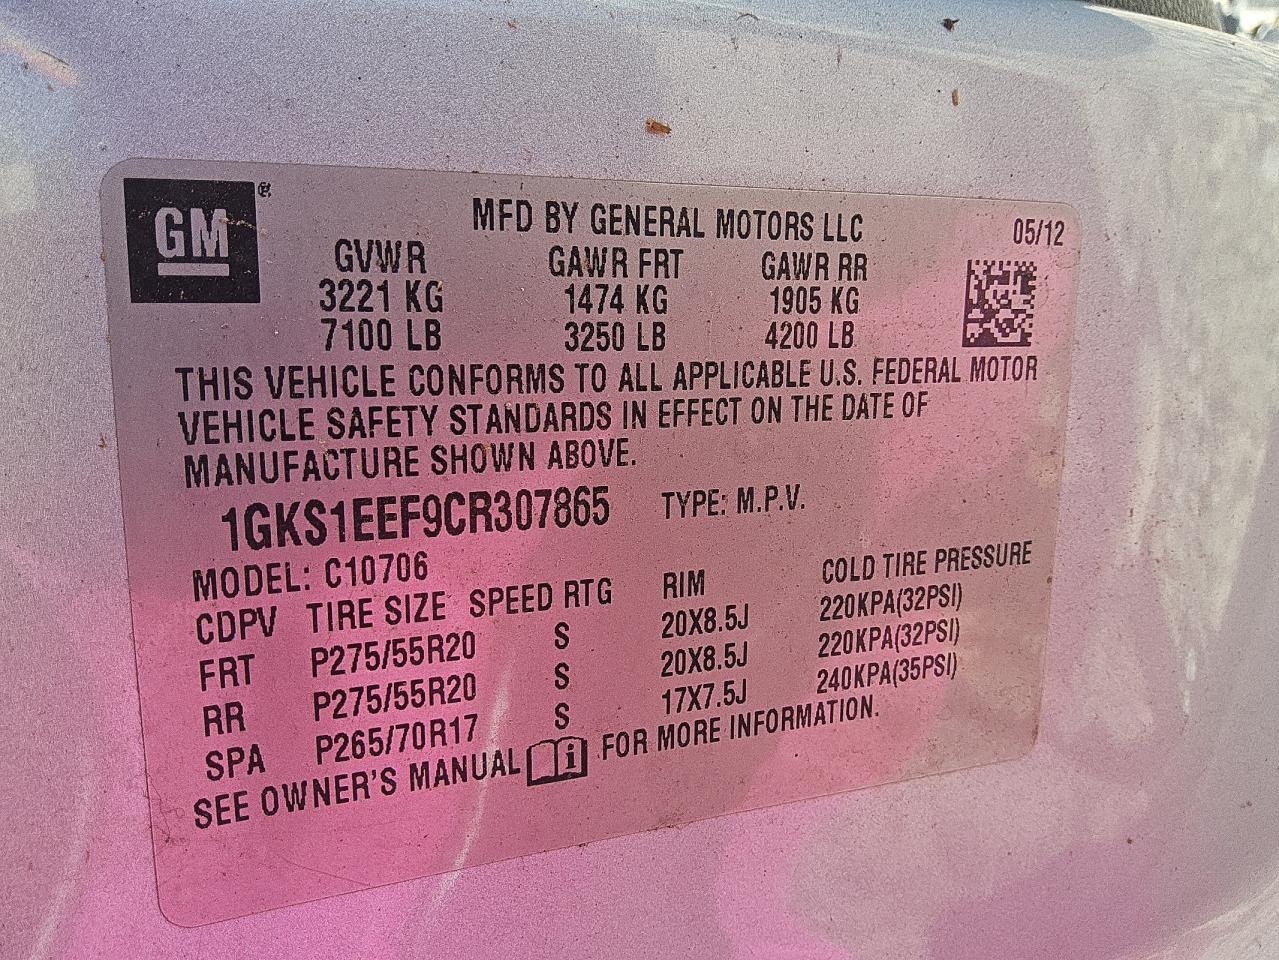 GM®
MFD BY GENERAL MOTORS LLC 05/12
GVWR GAWR FRT GAWR RR
3221 KG 1474 KG 1905 KG
7100 LB 3250 LB 4200 LB
THIS VEHICLE CONFORMS TO ALL APPLICABLE U.S. FEDERAL MOTOR
VEHICLE SAFETY STANDARDS IN EFFECT ON THE DATE OF
MANUFACTURE SHOWN ABOVE.
1GKS1EEF9CR307865 TYPE: M.P.V.
MODEL: C10706
CDPV TIRE SIZE SPEED RTG RIM COLD TIRE PRESSURE
FRT P275/55R20 S 20X8.5J 220KPA(32PSI)
RR P275/55R20 S 20X8.5J 220KPA(32PSI)
SPA P265/70R17 S 17X7.5J 240KPA(35PSI)
SEE OWNER'S MANUAL i FOR MORE INFORMATION.